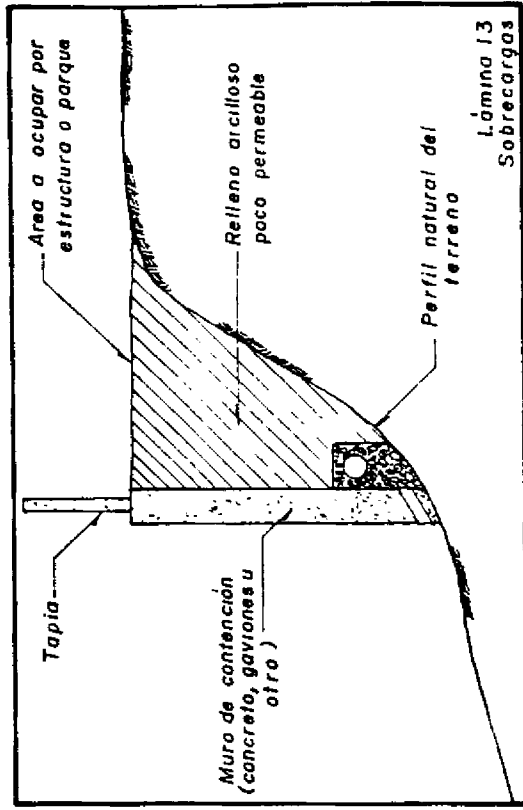 Area a ocupar por
estructura o parque
Tapia
Relleno arcilloso
poco permeable
Muro de contención
(concreto, gaviones u
otro)
Perfil natural del
terreno
Lámina 13
Sobrecargas